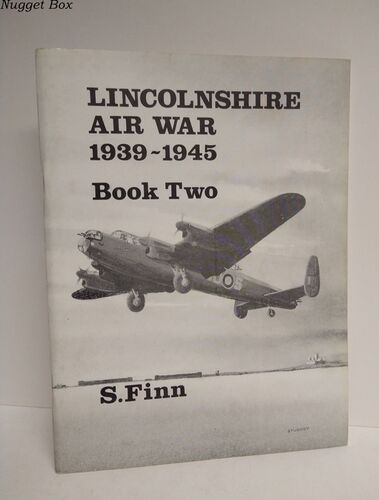 Nugget Box
LINCOLNSHIRE
AIR WAR
1939~1945
Book Two
S.Finn